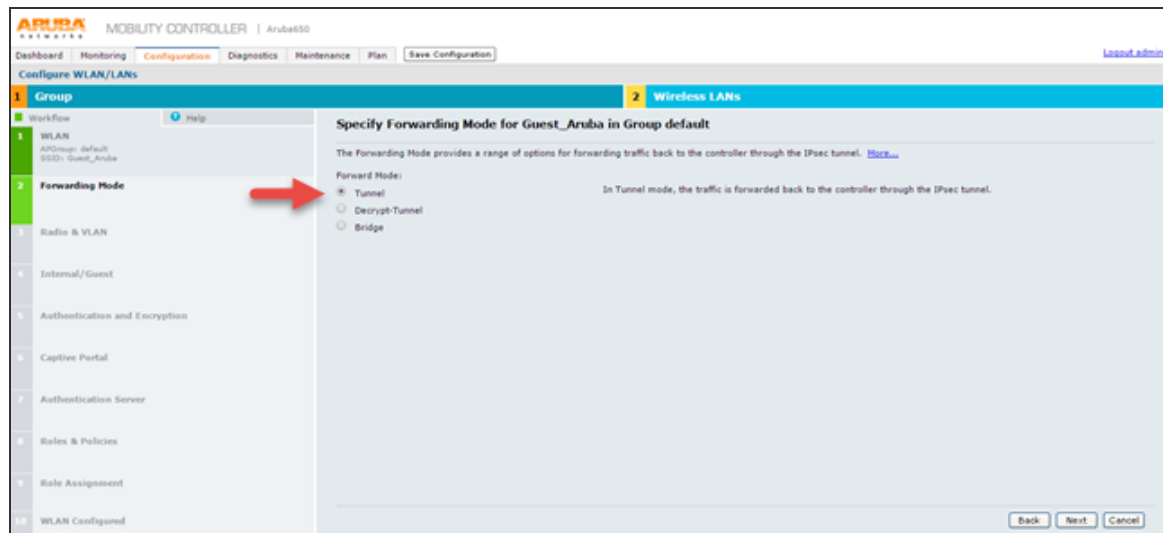 ARUBA networks MOBILITY CONTROLLER | Aruba650
Dashboard Monitoring Configuration Diagnostics Maintenance Plan Save Configuration Logout admin
Configure WLAN/LANs
1 Group 2 Wireless LANs
Workflow Help
1 WLAN
APGroup: default
SSID: Guest_Aruba
2 Forwarding Mode
3 Radio & VLAN
4 Internal/Guest
5 Authentication and Encryption
6 Captive Portal
7 Authentication Server
8 Roles & Policies
9 Role Assignment
10 WLAN Configured
Specify Forwarding Mode for Guest_Aruba in Group default
The Forwarding Mode provides a range of options for forwarding traffic back to the controller through the IPsec tunnel. More...
Forward Mode:
Tunnel In Tunnel mode, the traffic is forwarded back to the controller through the IPsec tunnel.
Decrypt-Tunnel
Bridge
Back Next Cancel